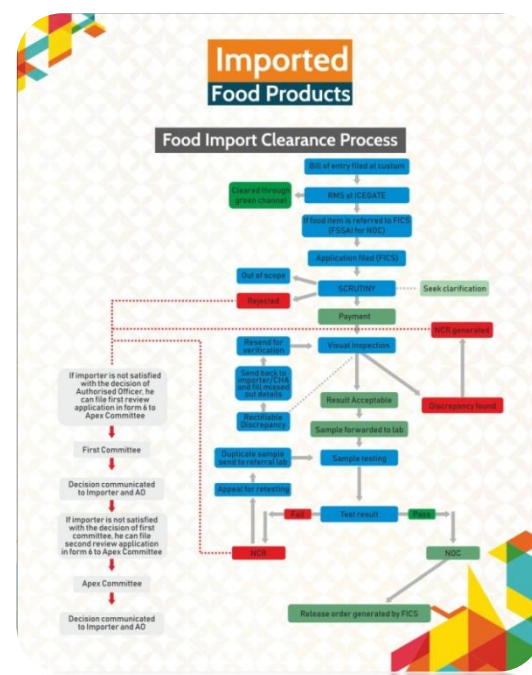 Imported
Food Products
Food Import Clearance Process
Bill of entry filed at custom
Cleared through
green channel
RMS at ICEGATE
If food item is referred to FICS
(FSSAI for NOC)
Application filed (FICS)
Out of scope
SCRUTINY
Seek clarification
Rejected
Payment
NCR generated
Resend for
verification
Visual Inspection
Send back to
importer/CHA
and fill missed
out details
Result Acceptable
Discrepancy found
Rectifiable
Discrepancy
Sample forwarded to lab
Duplicate sample
send to referral lab
Sample testing
Appeal for retesting
Fail
Test result
Pass
NCR
NOC
Release order generated by FICS
If importer is not satisfied
with the decision of
Authorised Officer, he
can file first review
application in form 6 to
Apex Committee
First Committee
Decision communicated
to Importer and AO
If importer is not satisfied
with the decision of first
committee, he can file
second review application
in form 6 to Apex Committee
Apex Committee
Decision communicated
to Importer and AO